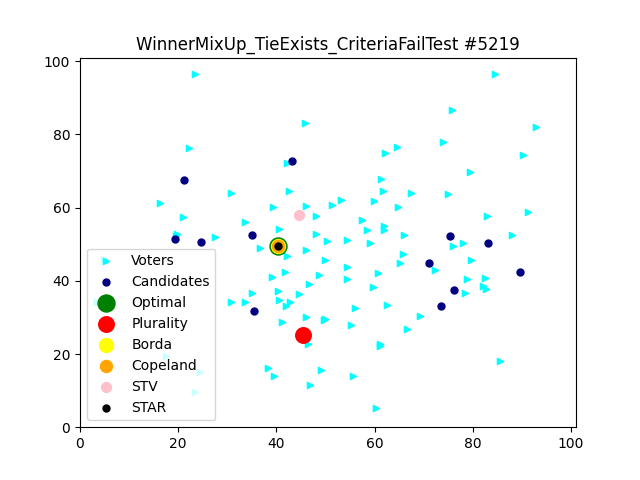 WinnerMixUp_TieExists_CriteriaFailTest #5219
100
80
60
40
20
0
0
20
40
60
80
100
Voters
Candidates
Optimal
Plurality
Borda
Copeland
STV
STAR